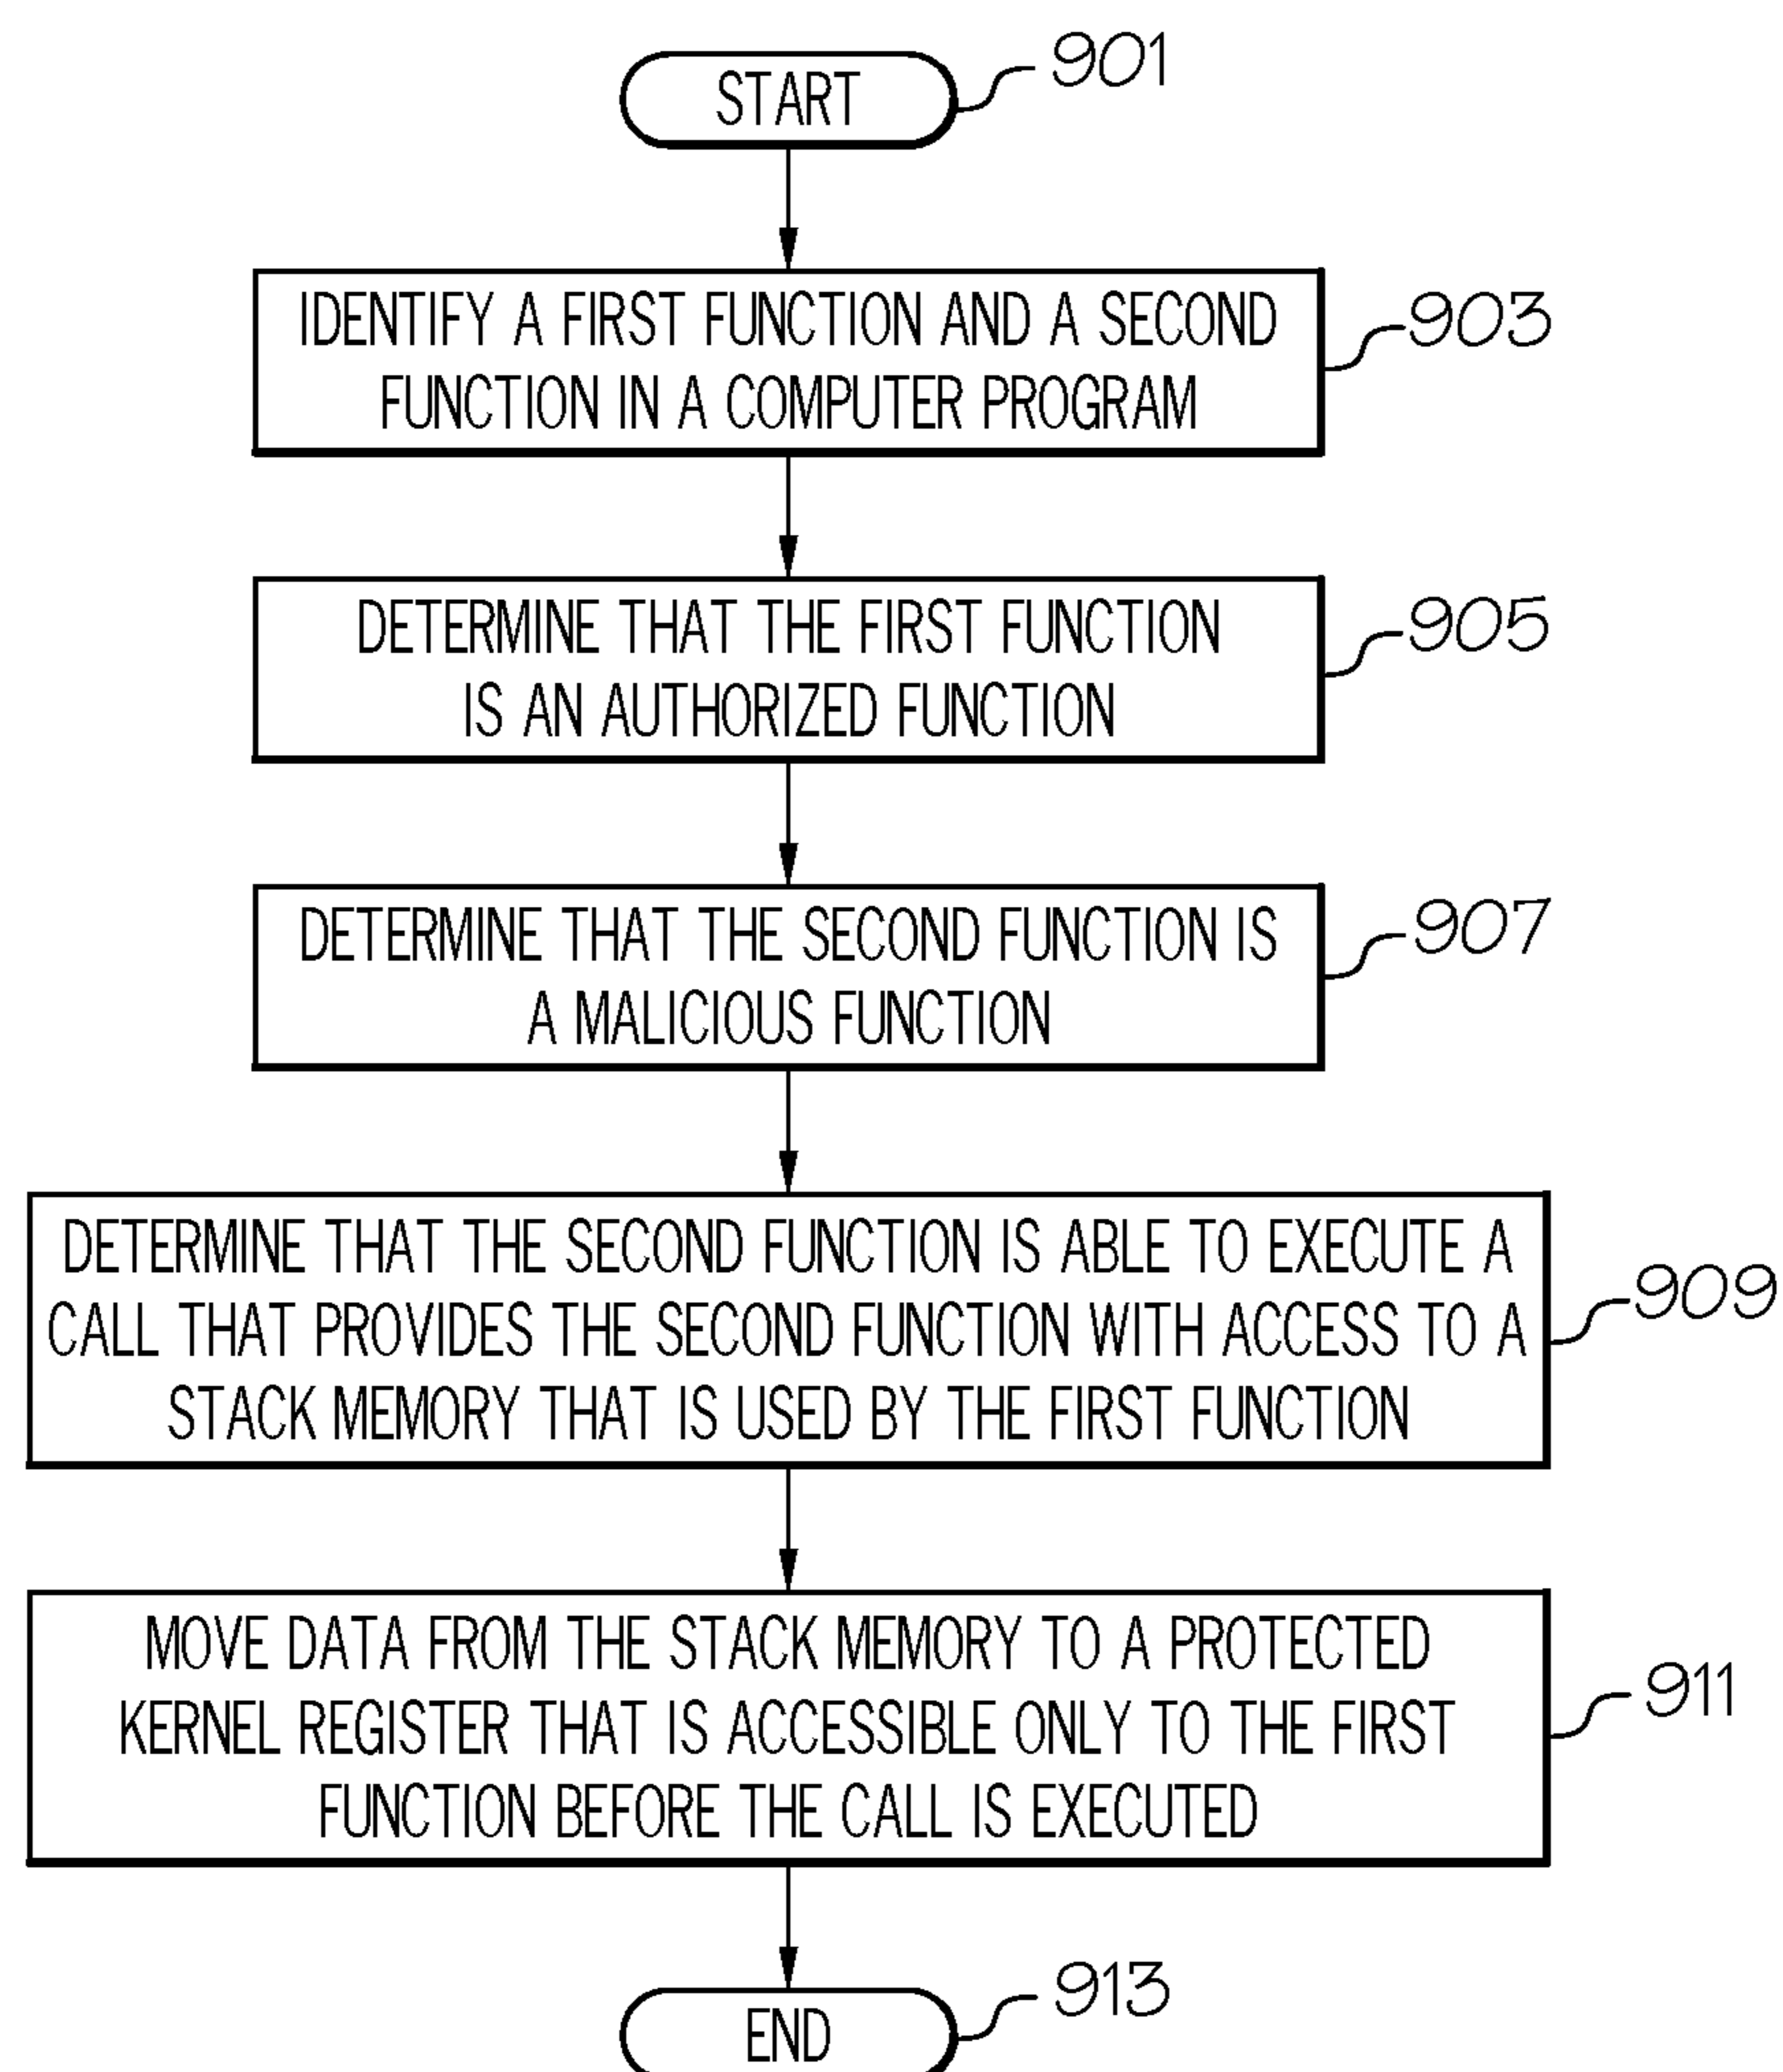 START
901
IDENTIFY A FIRST FUNCTION AND A SECOND
FUNCTION IN A COMPUTER PROGRAM
903
DETERMINE THAT THE FIRST FUNCTION
IS AN AUTHORIZED FUNCTION
905
DETERMINE THAT THE SECOND FUNCTION IS
A MALICIOUS FUNCTION
907
DETERMINE THAT THE SECOND FUNCTION IS ABLE TO EXECUTE A
CALL THAT PROVIDES THE SECOND FUNCTION WITH ACCESS TO A
STACK MEMORY THAT IS USED BY THE FIRST FUNCTION
909
MOVE DATA FROM THE STACK MEMORY TO A PROTECTED
KERNEL REGISTER THAT IS ACCESSIBLE ONLY TO THE FIRST
FUNCTION BEFORE THE CALL IS EXECUTED
911
END
913